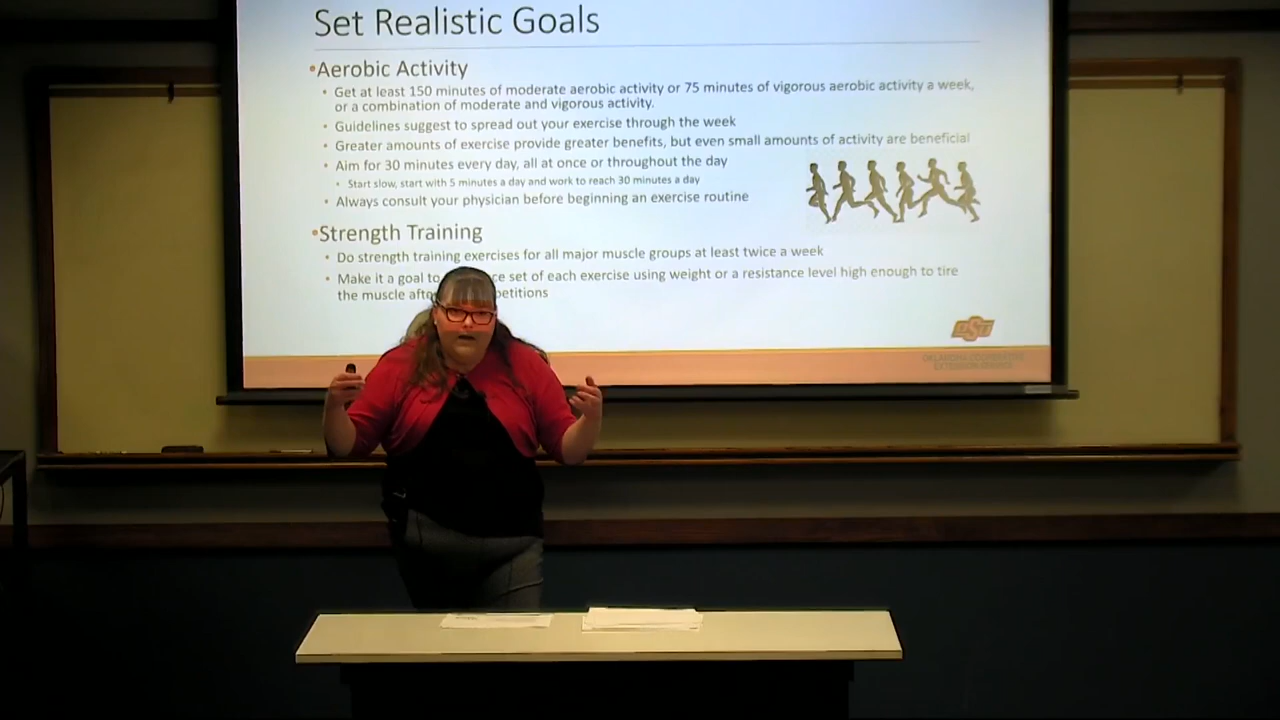 Set Realistic Goals
•Aerobic Activity
• Get at least 150 minutes of moderate aerobic activity or 75 minutes of vigorous aerobic activity a week,
or a combination of moderate and vigorous activity.
• Guidelines suggest to spread out your exercise through the week
• Greater amounts of exercise provide greater benefits, but even small amounts of activity are beneficial
• Aim for 30 minutes every day, all at once or throughout the day
• Start slow, start with 5 minutes a day and work to reach 30 minutes a day
• Always consult your physician before beginning an exercise routine
•Strength Training
• Do strength training exercises for all major muscle groups at least twice a week
• Make it a goal to set of each exercise using weight or a resistance level high enough to tire
the muscle
OSU
OKLAHOMA COOPERATIVE
EXTENSION SERVICE